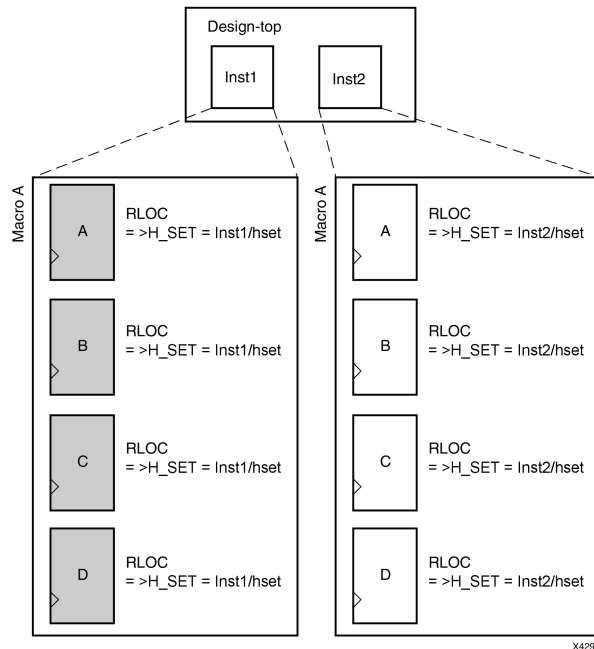 Design-top
Inst1
Inst2
Macro A
A
RLOC
= >H_SET = Inst1/hset
B
RLOC
= >H_SET = Inst1/hset
C
RLOC
= >H_SET = Inst1/hset
D
RLOC
= >H_SET = Inst1/hset
Macro A
A
RLOC
= >H_SET = Inst2/hset
B
RLOC
= >H_SET = Inst2/hset
C
RLOC
= >H_SET = Inst2/hset
D
RLOC
= >H_SET = Inst2/hset
X429